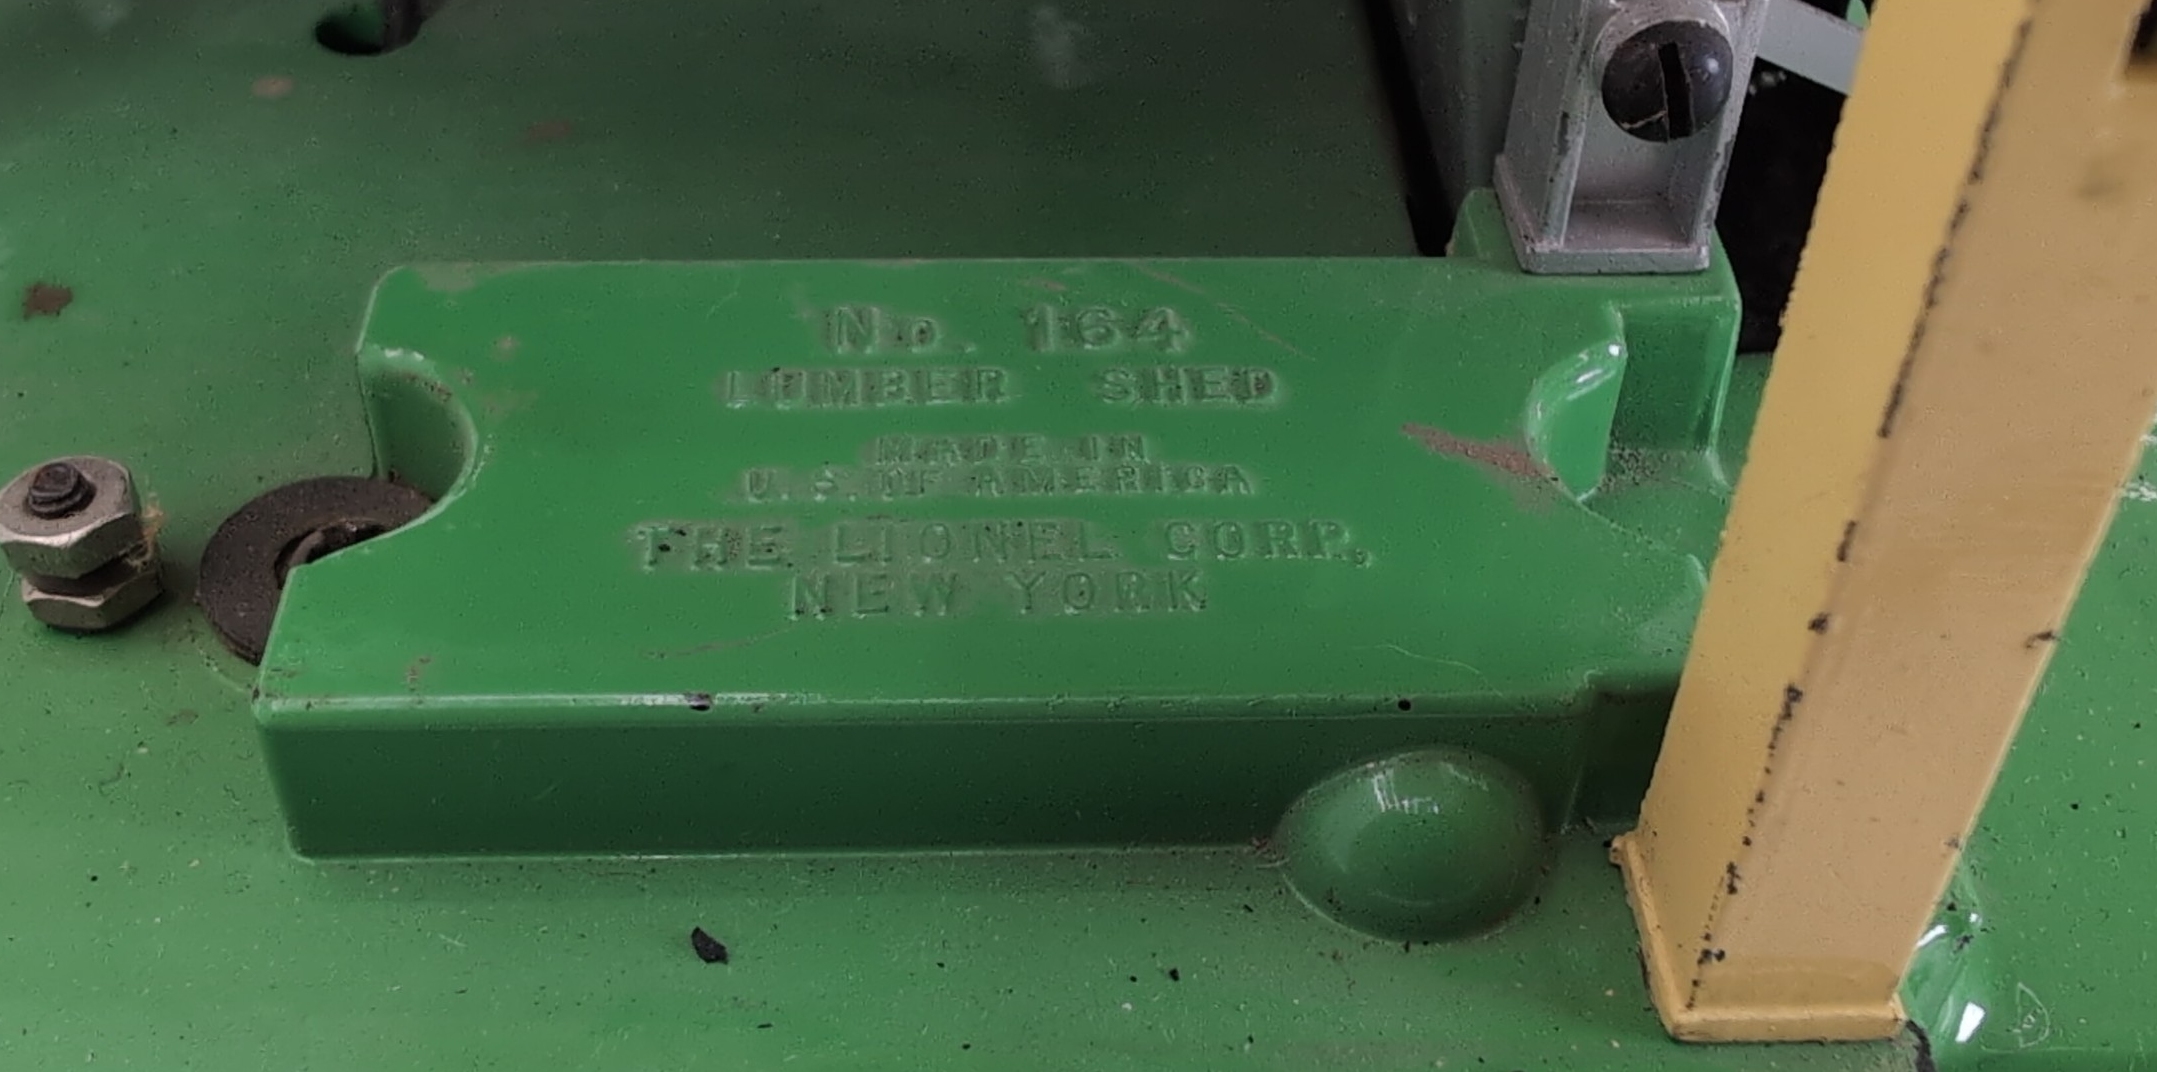 No. 164
LUMBER SHED
MADE IN
U.S. OF AMERICA
THE LIONEL CORP.
NEW YORK